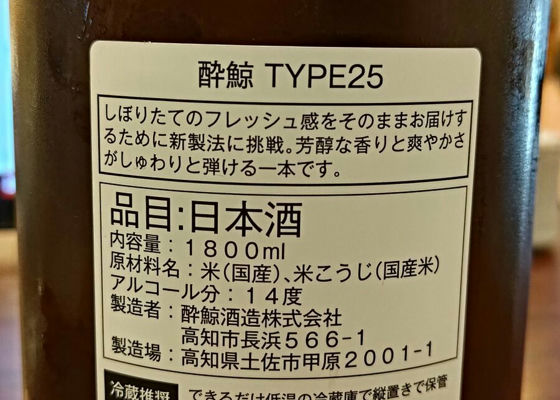 酔鯨 TYPE25
しぼりたてのフレッシュ感をそのままお届けす
るために新製法に挑戦。芳醇な香りと爽やかさ
がしゅわりと弾ける一本です。
品目:日本酒
内容量：1800ml
原材料名：米(国産)、米こうじ(国産米)
アルコール分：14度
製造者：酔鯨酒造株式会社
高知市長浜566-1
製造場：高知県土佐市甲原2001-1
冷蔵推奨 できるだけ低温の冷蔵庫で縦置きで保管